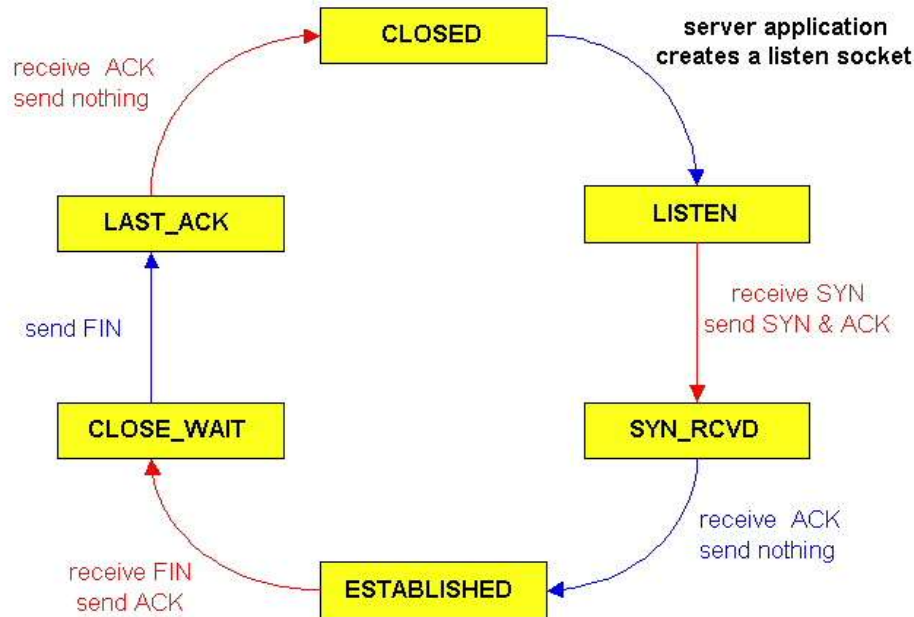 CLOSED
server application
creates a listen socket
receive ACK
send nothing
LAST_ACK
LISTEN
receive SYN
send SYN & ACK
send FIN
CLOSE_WAIT
SYN_RCVD
receive ACK
send nothing
receive FIN
send ACK
ESTABLISHED